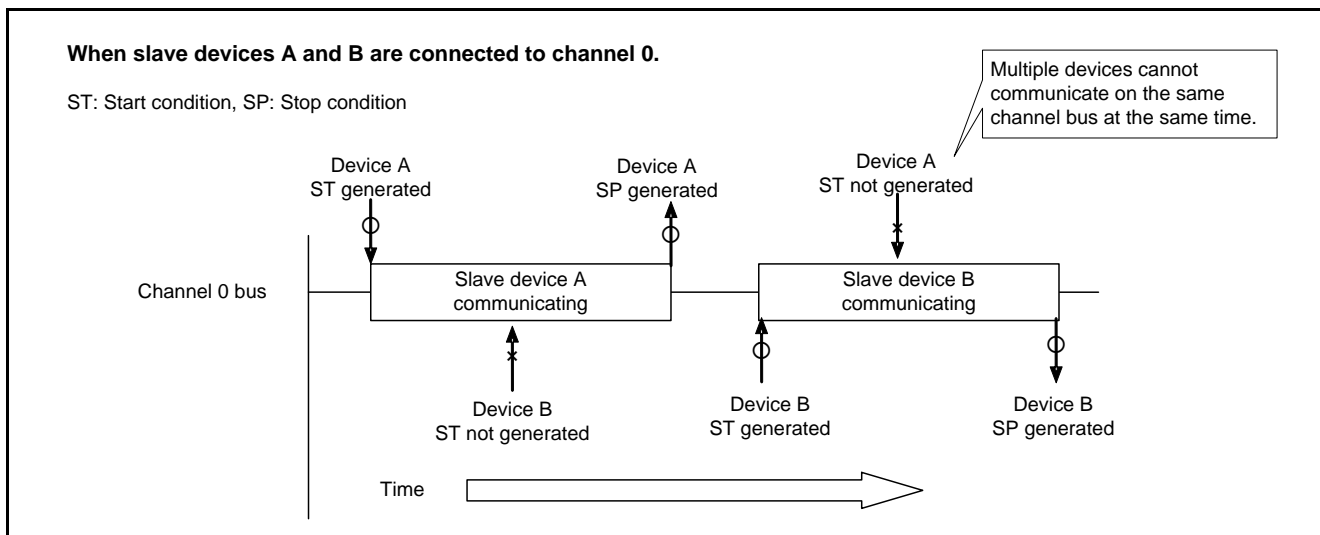 When slave devices A and B are connected to channel 0.
ST: Start condition, SP: Stop condition
Multiple devices cannot
communicate on the same
channel bus at the same time.
Device A
ST generated
Device A
SP generated
Device A
ST not generated
Channel 0 bus
Slave device A
communicating
Slave device B
communicating
Device B
ST not generated
Device B
ST generated
Device B
SP generated
Time